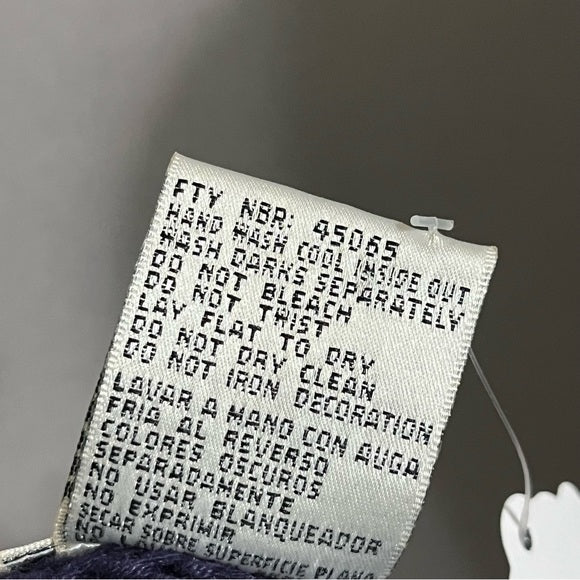 FTY NBR: 45065
HAND WASH COOL INSIDE OUT
WASH DARKS SEPARATELY
DO NOT BLEACH
DO NOT TWIST
LAY FLAT TO DRY
DO NOT DRY CLEAN
DO NOT IRON DECORATION
LAVAR A MANO CON AUGA
FRIA AL REVERSO
COLORES OSCUROS
SEPARADAMENTE
NO USAR BLANQUEADOR
NO EXPRIMIR
SECAR SOBRE SUPERFICIE PLANA